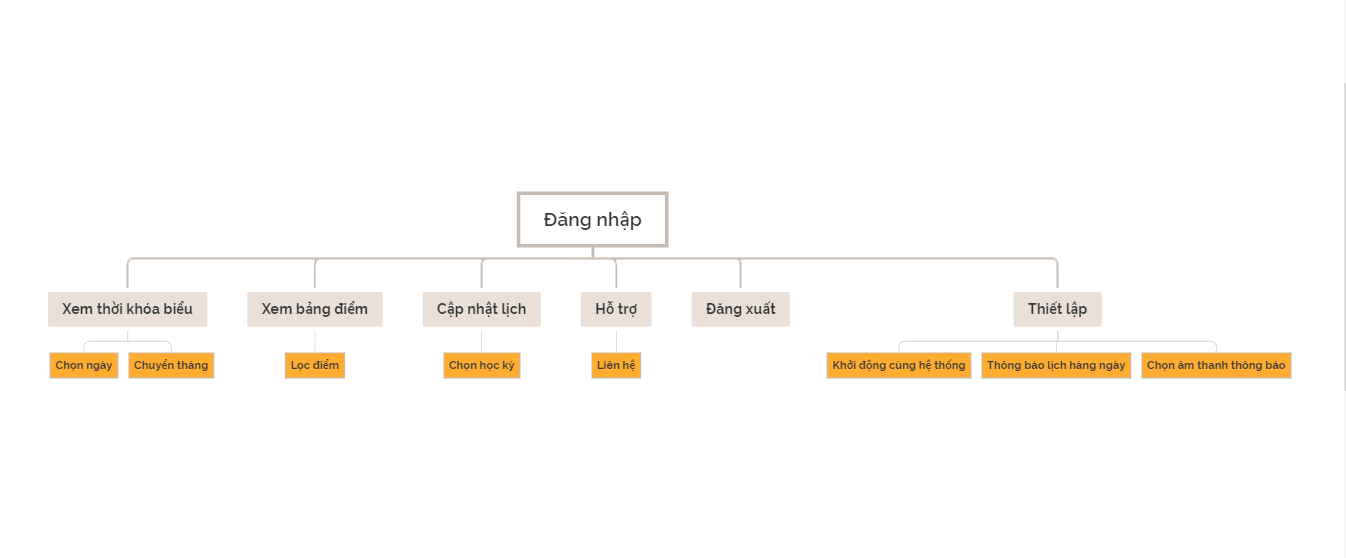 Đăng nhập
Xem thời khóa biểu
Xem bảng điểm
Cập nhật lịch
Hỗ trợ
Đăng xuất
Thiết lập
Chọn ngày
Chuyển tháng
Lọc điểm
Chọn học kỳ
Liên hệ
Khởi động cùng hệ thống
Thông báo lịch hàng ngày
Chọn âm thanh thông báo